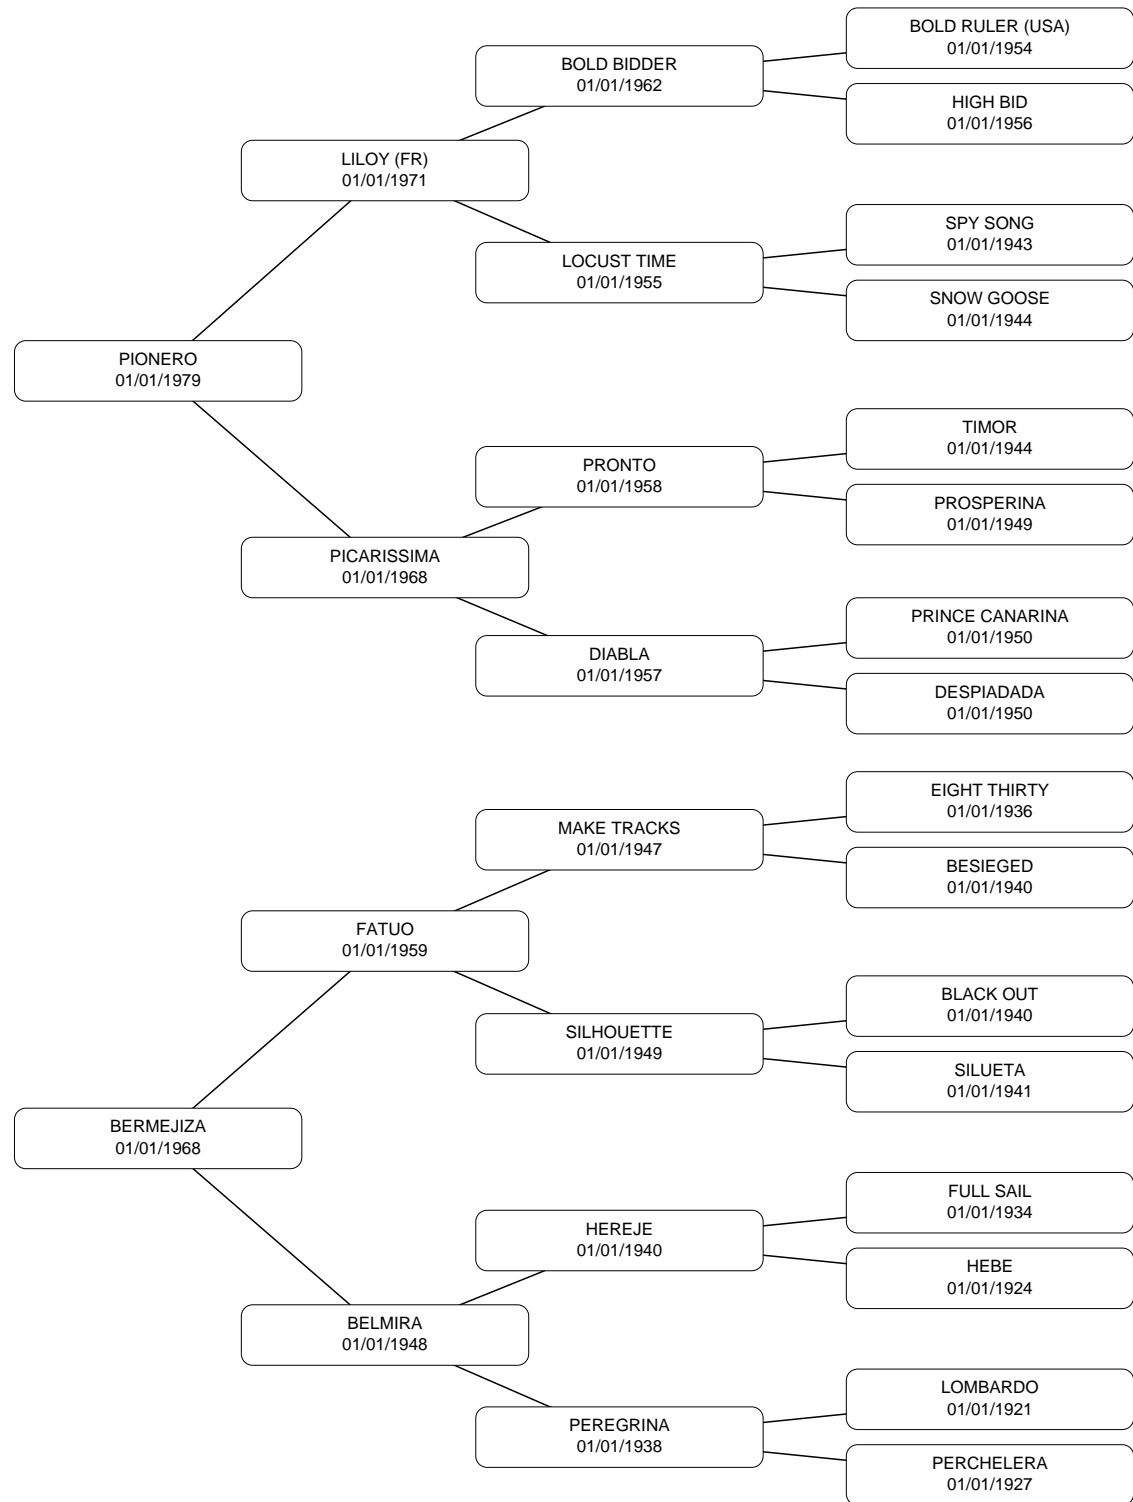 BOLD RULER (USA)
01/01/1954
BOLD BIDDER
01/01/1962
HIGH BID
01/01/1956
LILOY (FR)
01/01/1971
SPY SONG
01/01/1943
LOCUST TIME
01/01/1955
SNOW GOOSE
01/01/1944
PIONERO
01/01/1979
TIMOR
01/01/1944
PRONTO
01/01/1958
PROSPERINA
01/01/1949
PICARISSIMA
01/01/1968
PRINCE CANARINA
01/01/1950
DIABLA
01/01/1957
DESPIADADA
01/01/1950
EIGHT THIRTY
01/01/1936
MAKE TRACKS
01/01/1947
BESIEGED
01/01/1940
FATUO
01/01/1959
BLACK OUT
01/01/1940
SILHOUETTE
01/01/1949
SILUETA
01/01/1941
BERMEJIZA
01/01/1968
FULL SAIL
01/01/1934
HEREJE
01/01/1940
HEBE
01/01/1924
BELMIRA
01/01/1948
LOMBARDO
01/01/1921
PEREGRINA
01/01/1938
PERCHELERA
01/01/1927